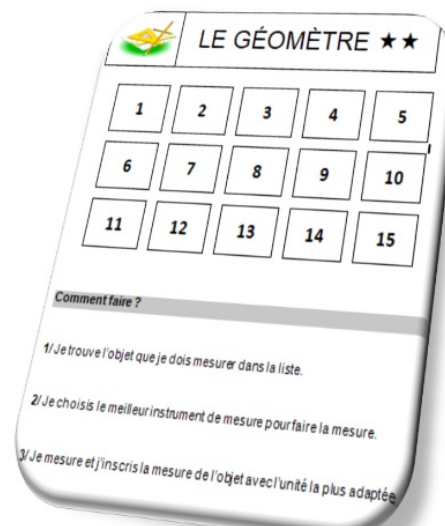 LE GÉOMÈTRE ★★
1 2 3 4 5
6 7 8 9 10
11 12 13 14 15
Comment faire ?
1/ Je trouve l'objet que je dois mesurer dans la liste.
2/ Je choisis le meilleur instrument de mesure pour faire la mesure.
3/ Je mesure et j'inscris la mesure de l'objet avec l'unité la plus adaptée.